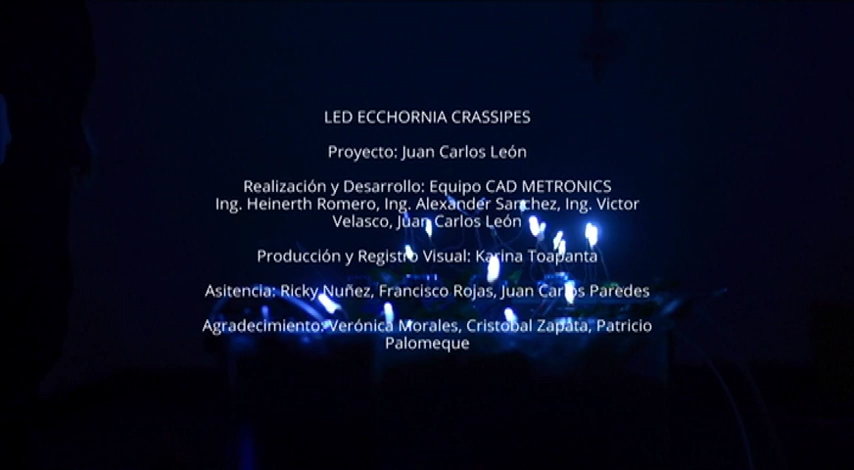 LED ECCHORNIA CRASSIPES
Proyecto: Juan Carlos León
Realización y Desarrollo: Equipo CAD METRONICS
Ing. Heinerth Romero, Ing. Alexander Sanchez, Ing. Victor
Velasco, Juan Carlos León
Producción y Registro Visual: Karina Toapanta
Asitencia: Ricky Nuñez, Francisco Rojas, Juan Carlos Paredes
Agradecimiento: Verónica Morales, Cristobal Zapata, Patricio
Palomeque